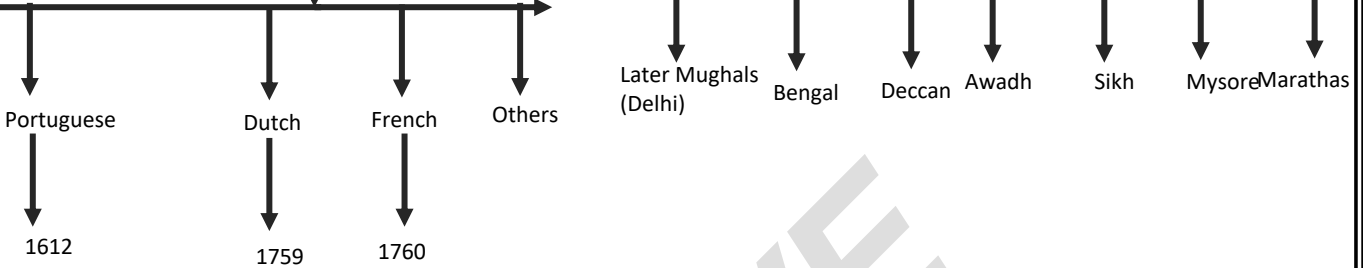 Portuguese
Dutch
French
Others
1612
1759
1760
Later Mughals
(Delhi)
Bengal
Deccan
Awadh
Sikh
Mysore
Marathas